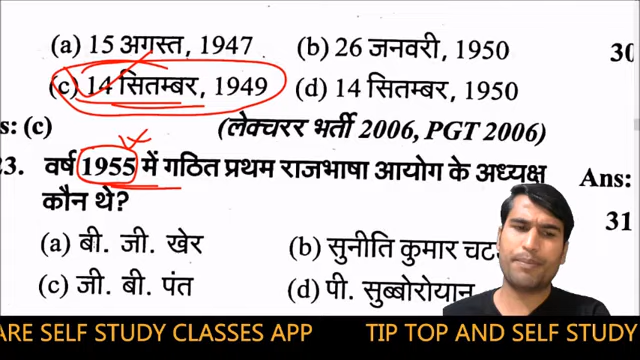 (a) 15 अगस्त, 1947 (b) 26 जनवरी, 1950 30
(c) 14 सितम्बर, 1949 (d) 14 सितम्बर, 1950
s: (c) (लेक्चरर भर्ती 2006, PGT 2006)
23. वर्ष 1955 में गठित प्रथम राजभाषा आयोग के अध्यक्ष Ans:
कौन थे? 31
(a) बी. जी. खेर (b) सुनीति कुमार चट
(c) जी. बी. पंत (d) पी. सुब्बोरोयान
ARE SELF STUDY CLASSES APP TIP TOP AND SELF STUDY